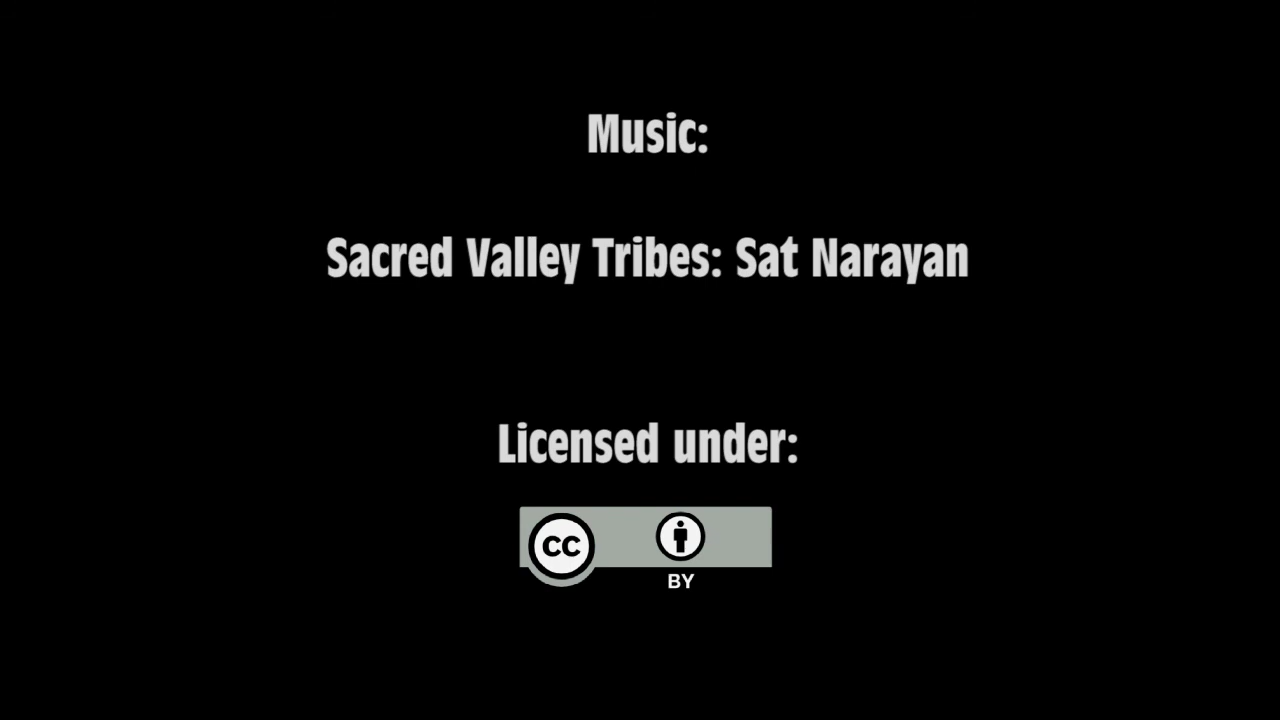 Music:
Sacred Valley Tribes: Sat Narayan
Licensed under:
cc
BY